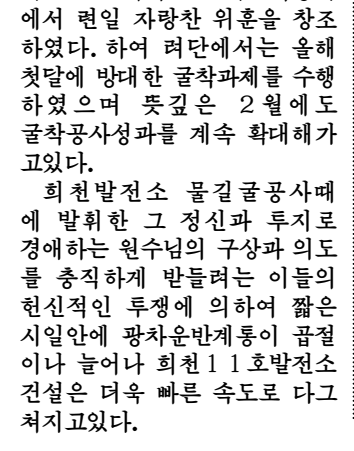 에서 련일 자랑찬 위훈을 창조
하였다. 하여 려단에서는 올해
첫달에 방대한 굴착과제를 수행
하였으며 뜻깊은 2월에도
굴착공사성과를 계속 확대해가
고있다.
희천발전소 물길굴공사때
에 발휘한 그 정신과 투지로
경애하는 원수님의 구상과 의도
를 충직하게 받들려는 이들의
헌신적인 투쟁에 의하여 짧은
시일안에 광차운반계통이 곱절
이나 늘어나 희천11호발전소
건설은 더욱 빠른 속도로 다그
쳐지고있다.